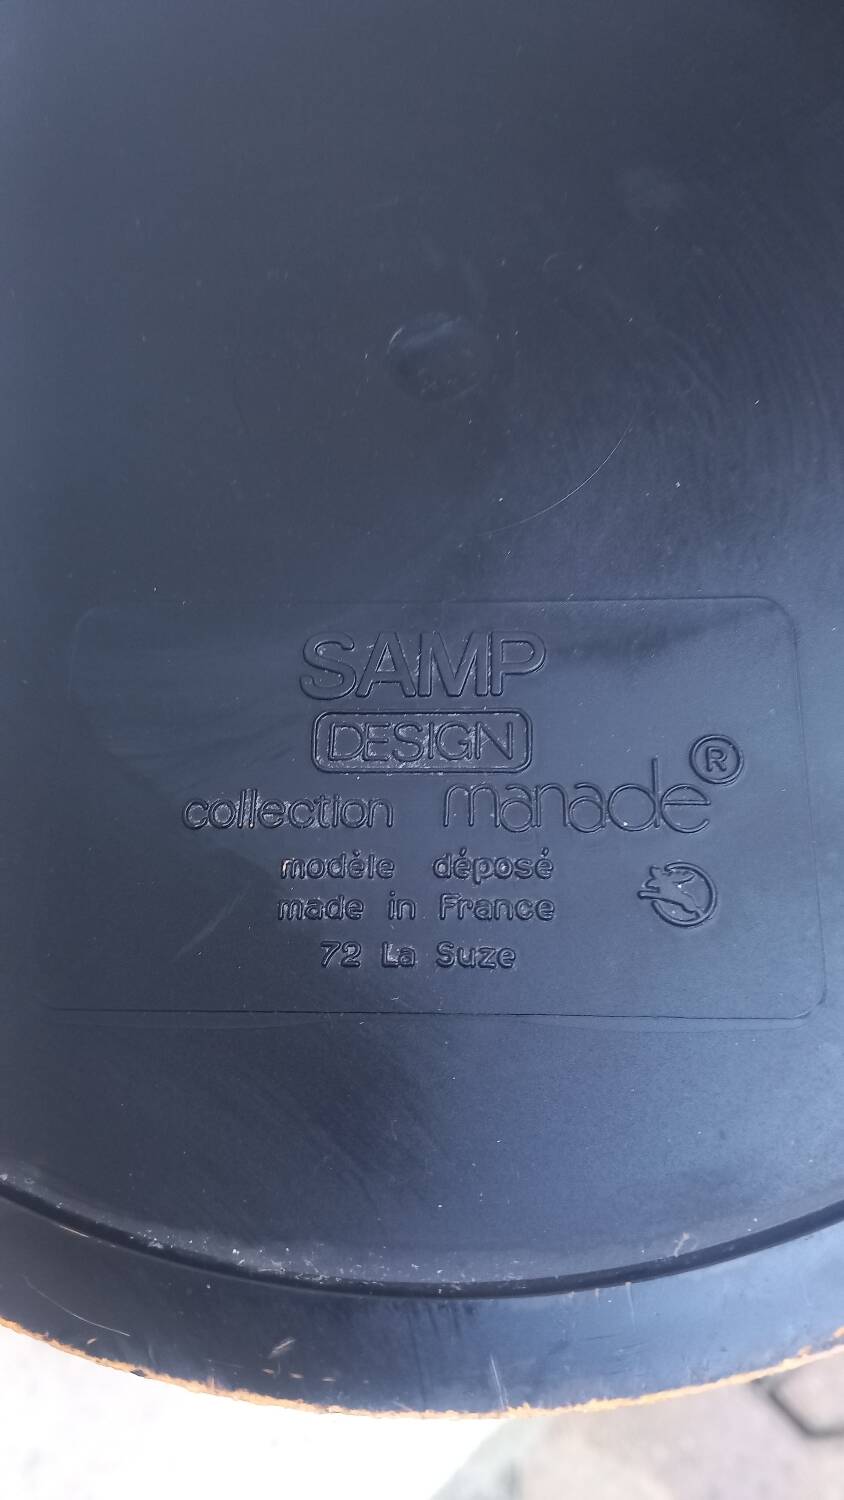 SAMP
DESIGN
collection manade®
modèle déposé
made in France
72 La Suze